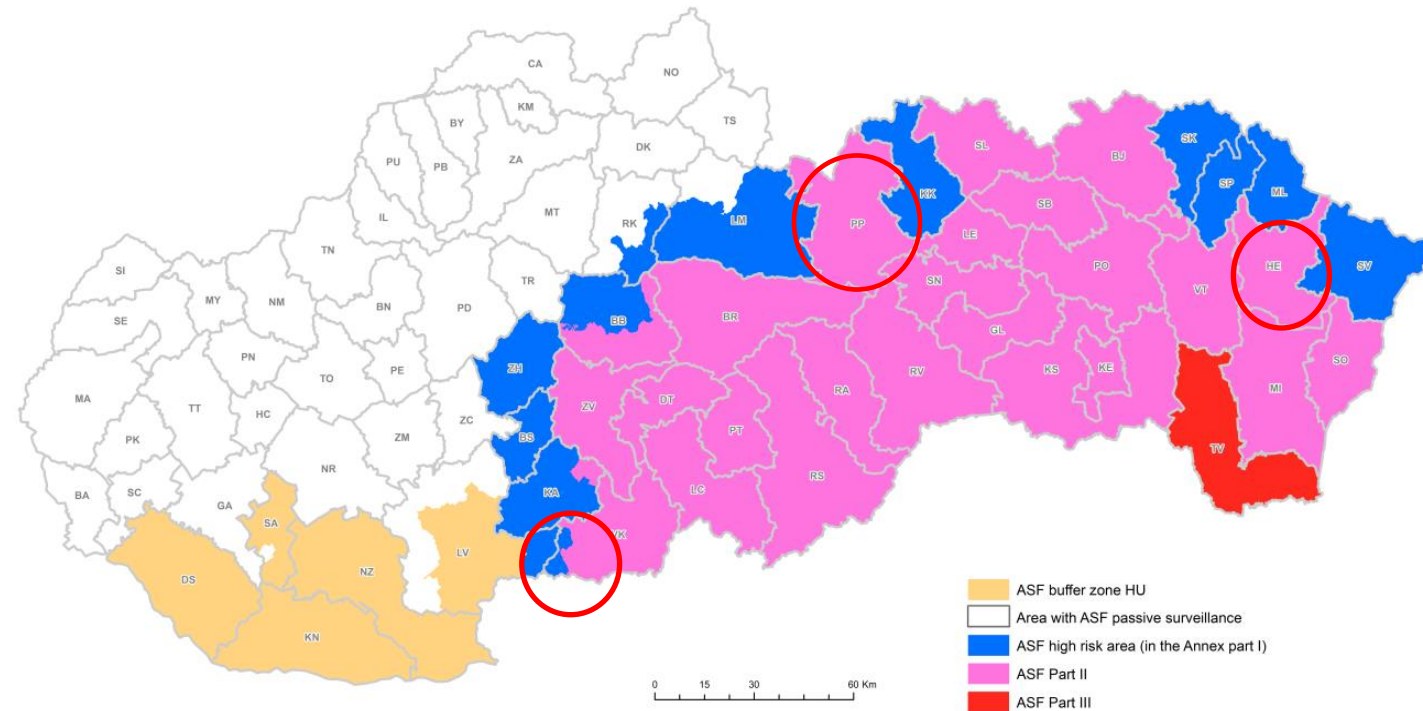 CA
NO
KM
TS
BY
DK
PU
PB
ZA
SL
BJ
SK
SP
ML
KK
IL
MT
RK
LM
PP
SB
LE
HE
SV
TN
SI
TR
PO
SN
VT
MY
NM
BN
PD
SE
BB
BR
GL
SO
PN
PE
ZH
RV
KS
KE
MI
MA
TT
TO
RA
HC
ZV
DT
ZC
PK
ZM
BS
PT
TV
NR
RS
BA
SC
KA
LC
GA
SA
VK
LV
DS
NZ
KN
ASF buffer zone HU
Area with ASF passive surveillance
ASF high risk area (in the Annex part I)
ASF Part II
ASF Part III
0 15 30 60 Km